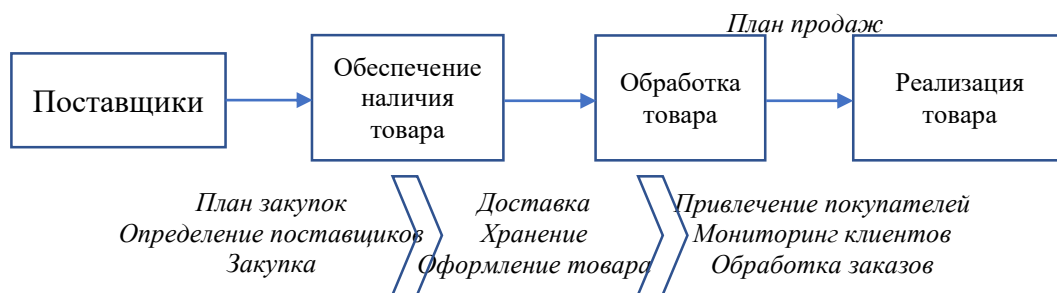 План продаж
Поставщики
Обеспечение
наличия
товара
Обработка
товара
Реализация
товара
План закупок
Определение поставщиков
Закупка
Доставка
Хранение
Оформление товара
Привлечение покупателей
Мониторинг клиентов
Обработка заказов